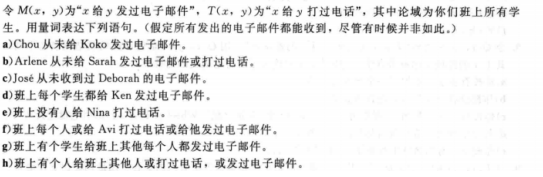 令 M(x，y)为“x 给 y 发过电子邮件”，T(x，y)为“x 给 y 打过电话”，其中论域为你们班上所有学
生。用量词表达下列语句。（假定所有发出的电子邮件都能收到，尽管有时候并非如此。）
a)Chou 从未给 Koko 发过电子邮件。
b)Arlene 从未给 Sarah 发过电子邮件或打过电话。
c)José 从未收到过 Deborah 的电子邮件。
d)班上每个学生都给 Ken 发过电子邮件。
e)班上没有人给 Nina 打过电话。
f)班上每个人或给 Avi 打过电话或给他发过电子邮件。
g)班上有个学生给班上其他每个人都发过电子邮件。
h)班上有个人给班上其他人或打过电话，或发过电子邮件。